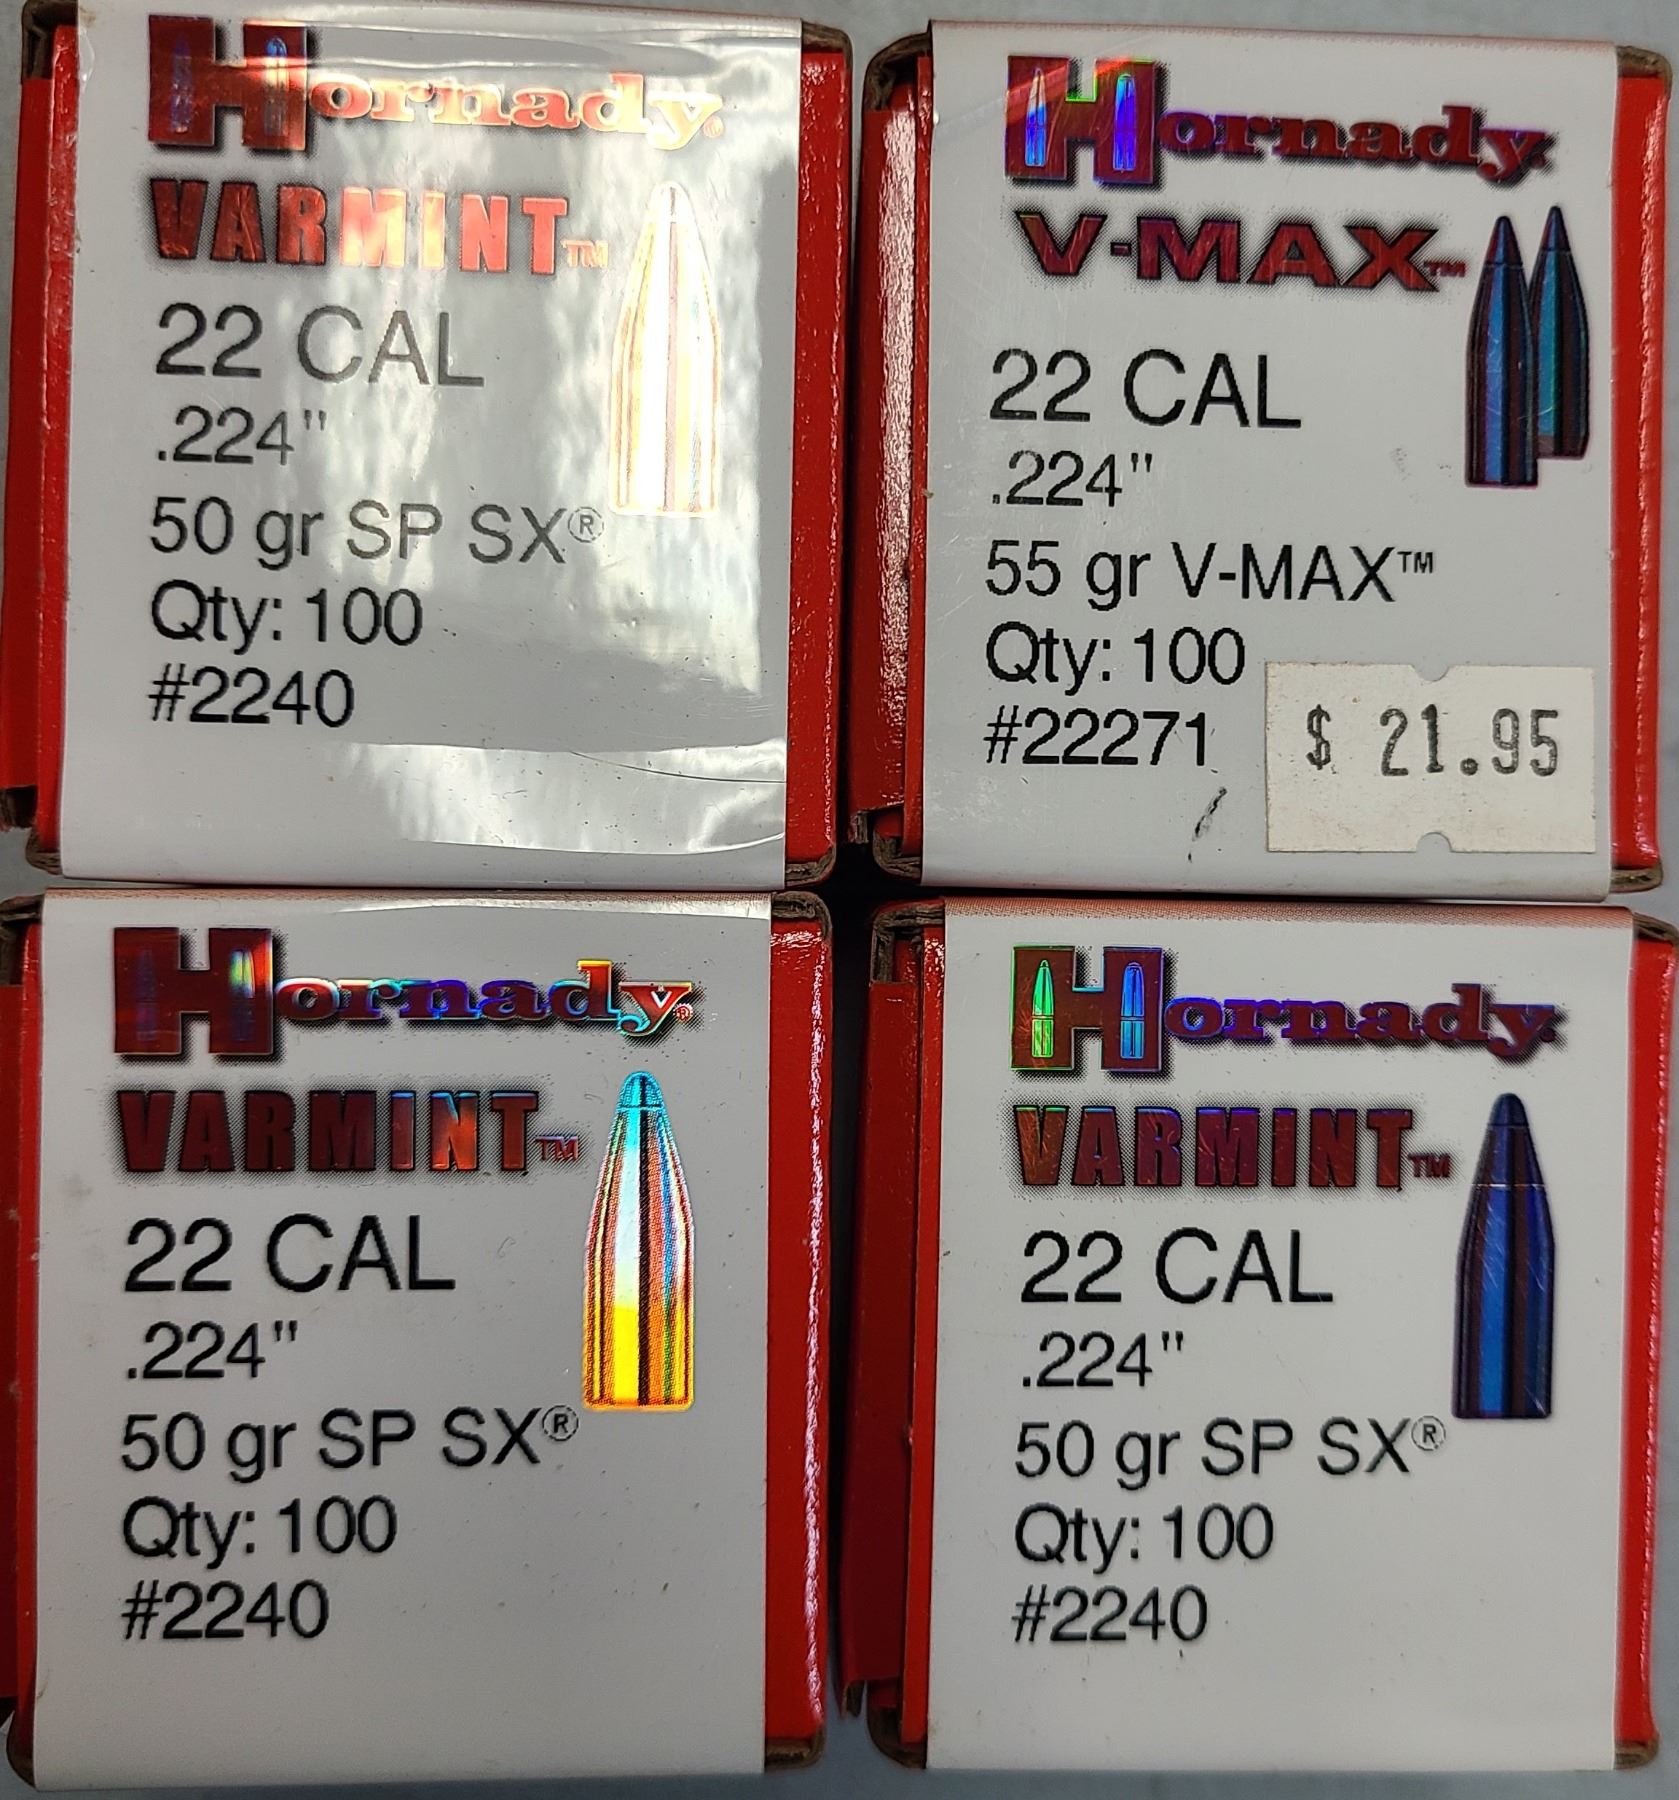 Hornady®
VARMINT™
22 CAL
.224"
50 gr SP SX®
Qty: 100
#2240
Hornady
V-MAX™
22 CAL
.224"
55 gr V-MAX™
Qty: 100
#22271
$ 21.95
Hornady®
VARMINT™
22 CAL
.224"
50 gr SP SX®
Qty: 100
#2240
Hornady
VARMINT™
22 CAL
.224"
50 gr SP SX®
Qty: 100
#2240